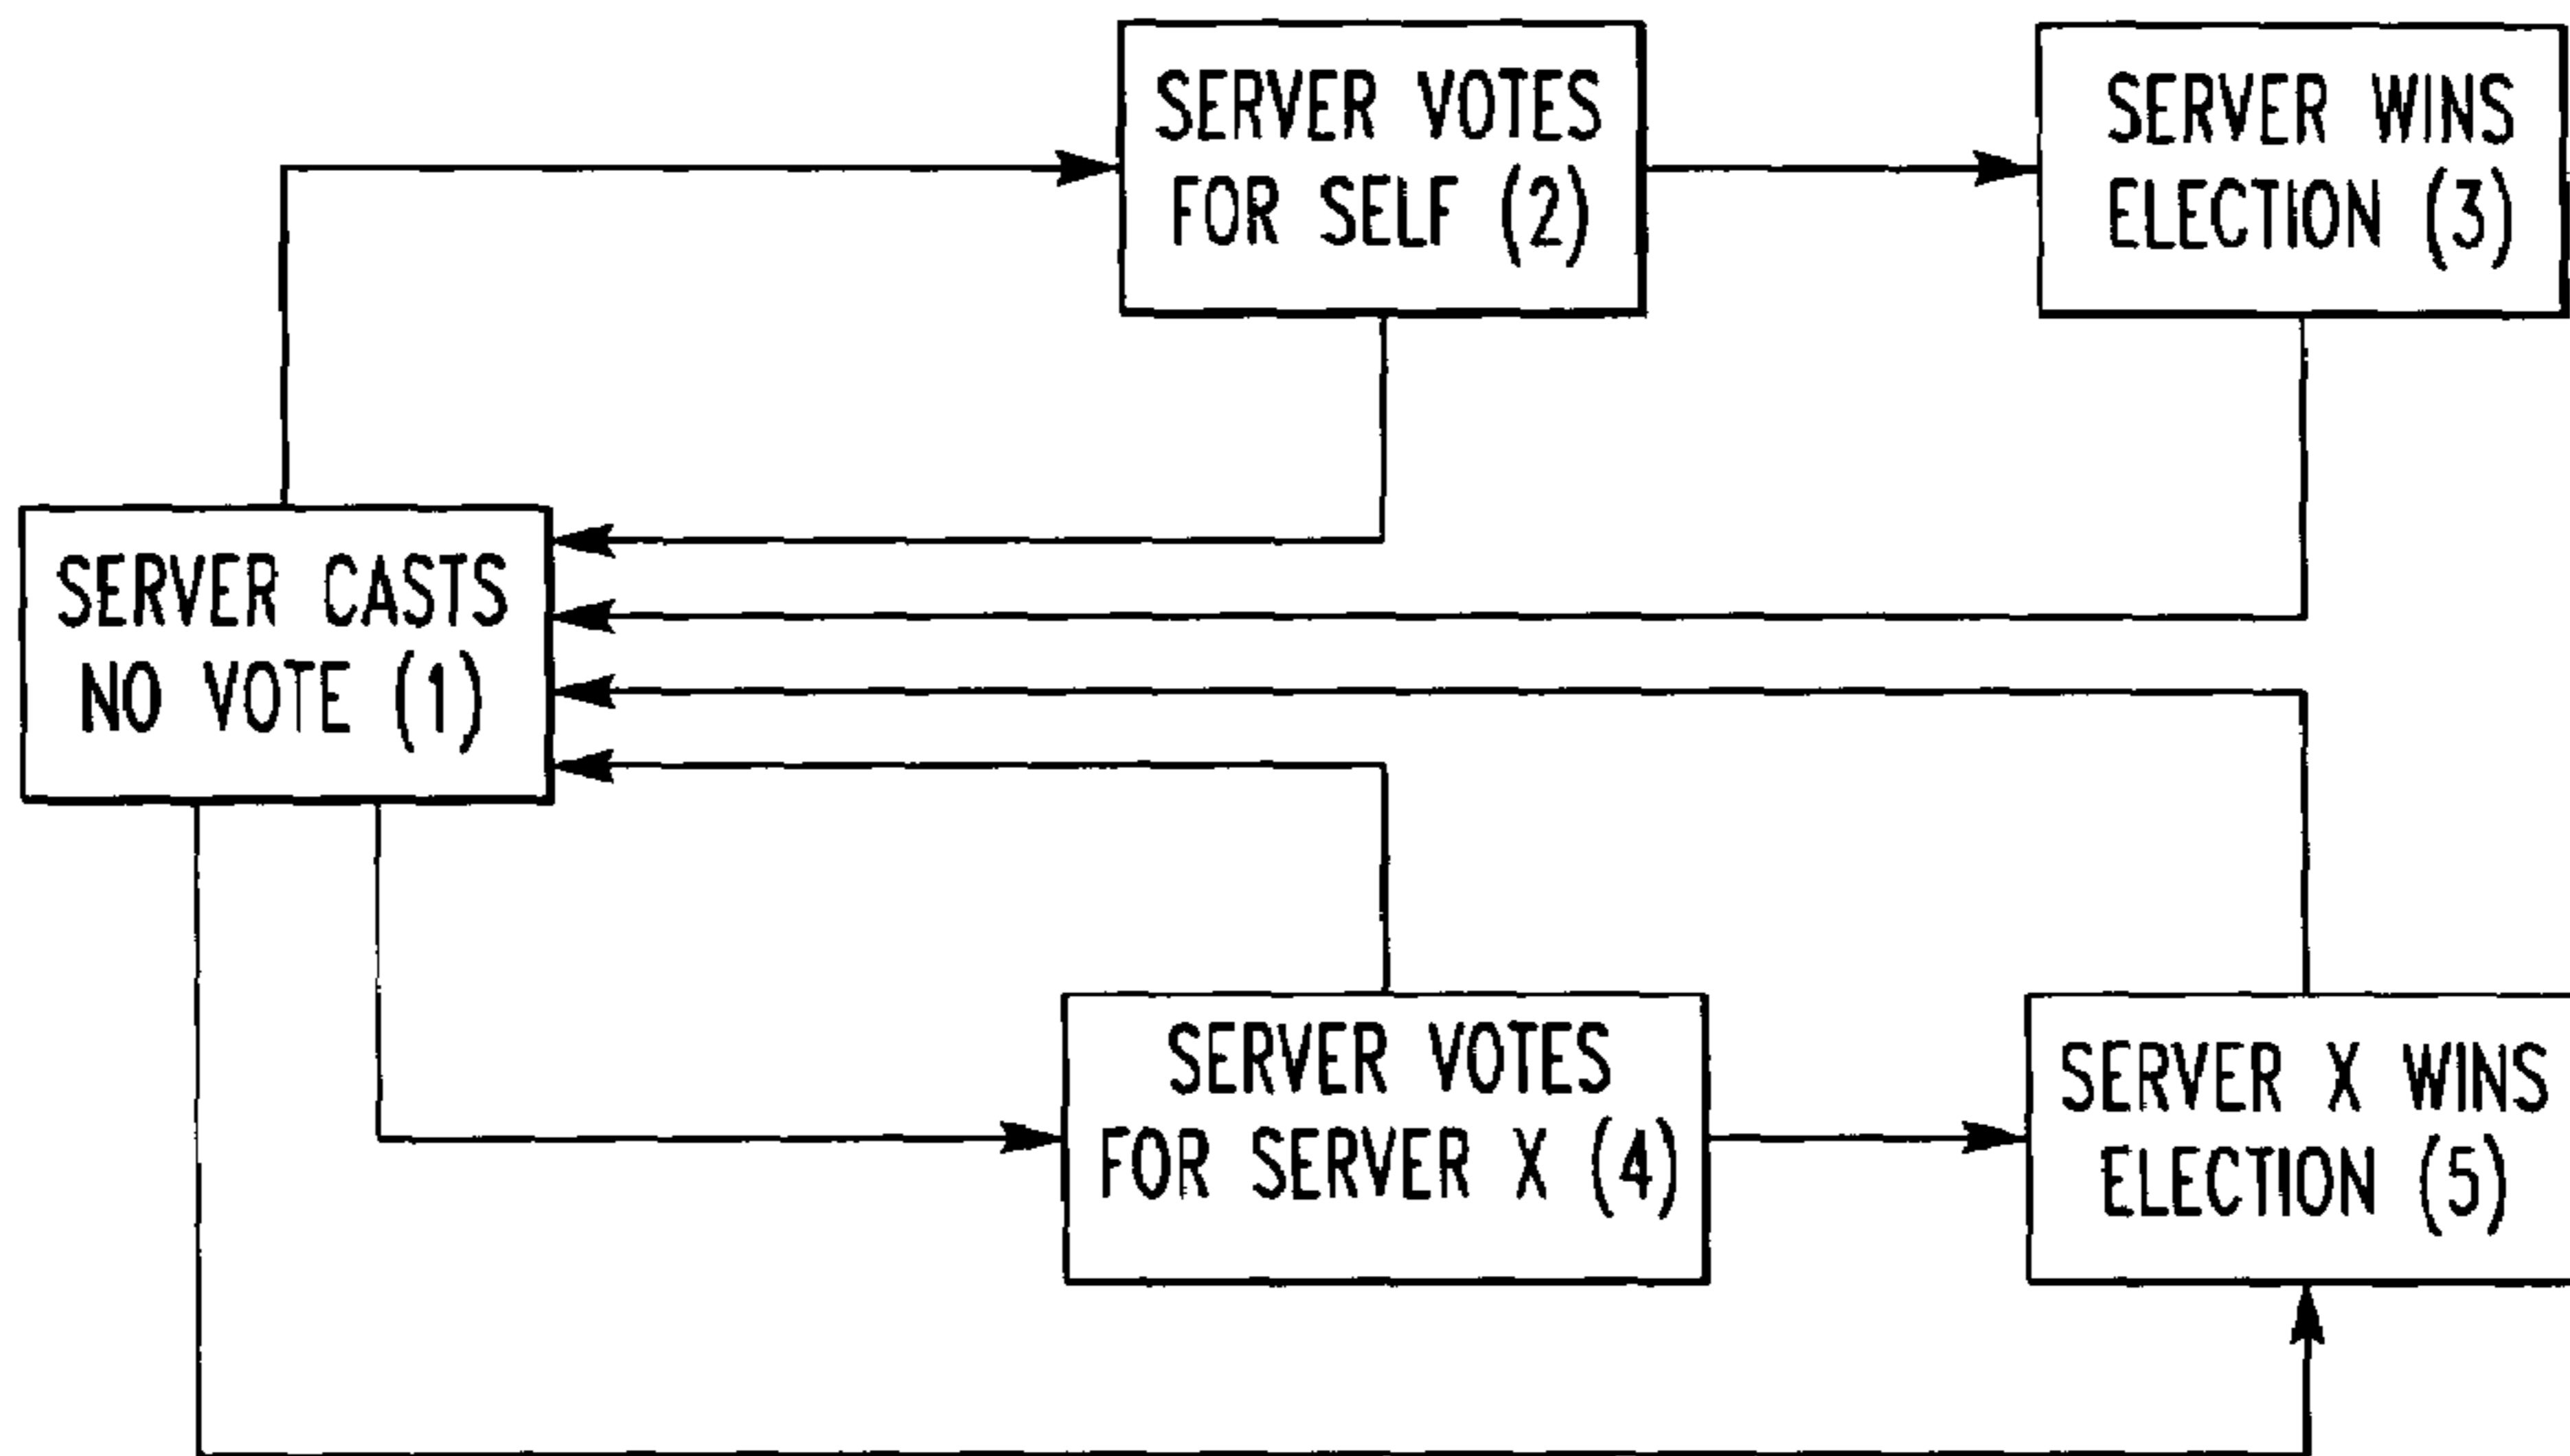 SERVER VOTES
FOR SELF (2)
SERVER WINS
ELECTION (3)
SERVER CASTS
NO VOTE (1)
SERVER VOTES
FOR SERVER X (4)
SERVER X WINS
ELECTION (5)